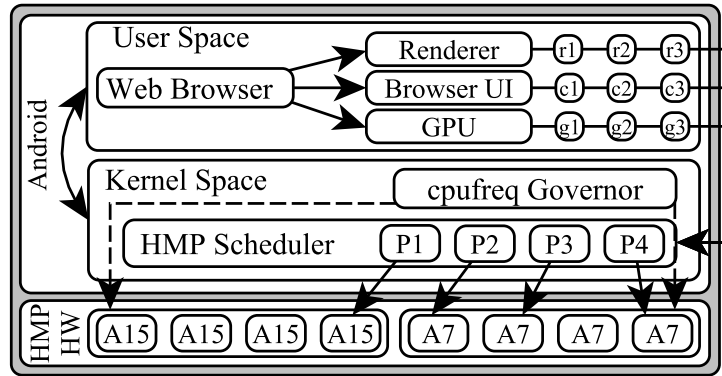 User Space
Web Browser
Renderer r1 r2 r3
Browser UI c1 c2 c3
GPU g1 g2 g3
Android
Kernel Space
cpufreq Governor
HMP Scheduler P1 P2 P3 P4
HMP
HW
A15 A15 A15 A15 A7 A7 A7 A7